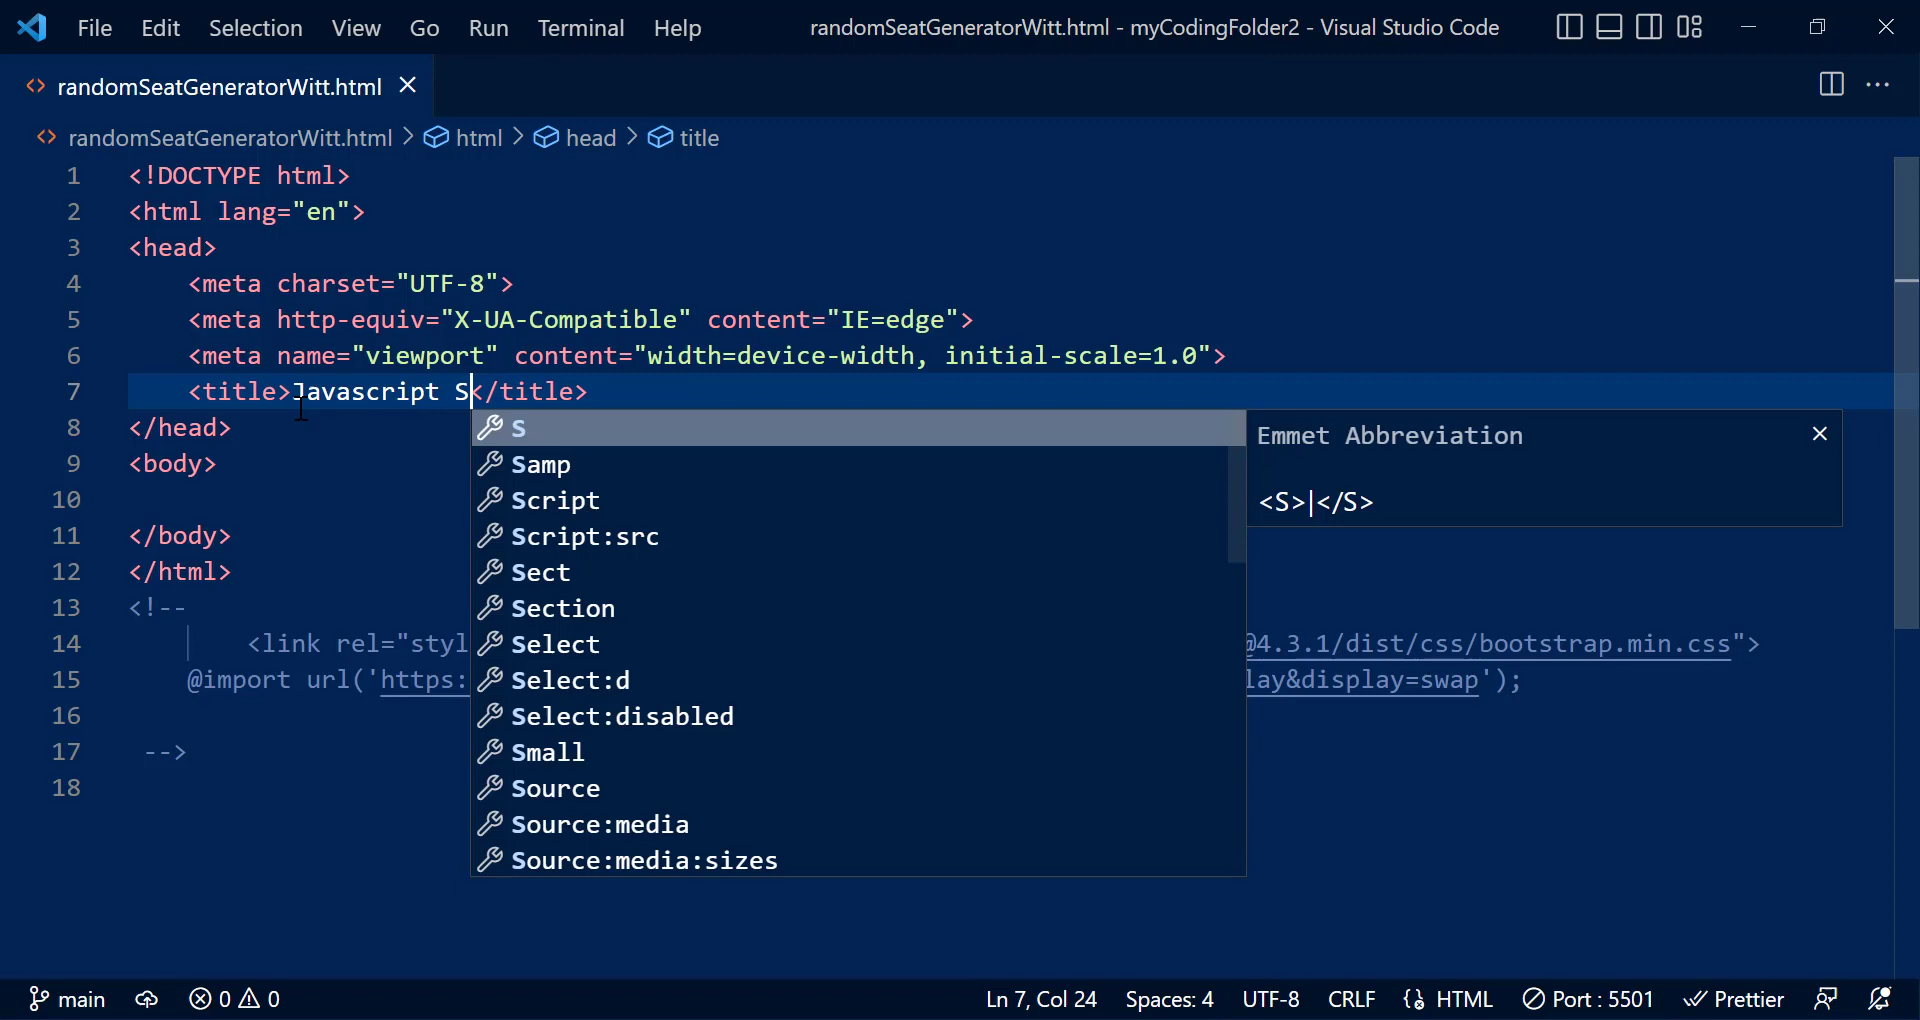 File Edit Selection View Go Run Terminal Help randomSeatGeneratorWitt.html - myCodingFolder2 - Visual Studio Code
randomSeatGeneratorWitt.html
randomSeatGeneratorWitt.html > html > head > title
1 <!DOCTYPE html>
2 <html lang="en">
3 <head>
4 <meta charset="UTF-8">
5 <meta http-equiv="X-UA-Compatible" content="IE=edge">
6 <meta name="viewport" content="width=device-width, initial-scale=1.0">
7 <title>Javascript S</title>
8 </head>
9 <body>
10
11 </body>
12 </html>
13 <!--
14 <link rel="styl @4.3.1/dist/css/bootstrap.min.css">
15 @import url('https: lay&display=swap');
16
17 -->
18
S
Samp
Script
Script:src
Sect
Section
Select
Select:d
Select:disabled
Small
Source
Source:media
Source:media:sizes
Emmet Abbreviation
<S>|</S>
main 0 0 Ln 7, Col 24 Spaces: 4 UTF-8 CRLF HTML Port : 5501 Prettier